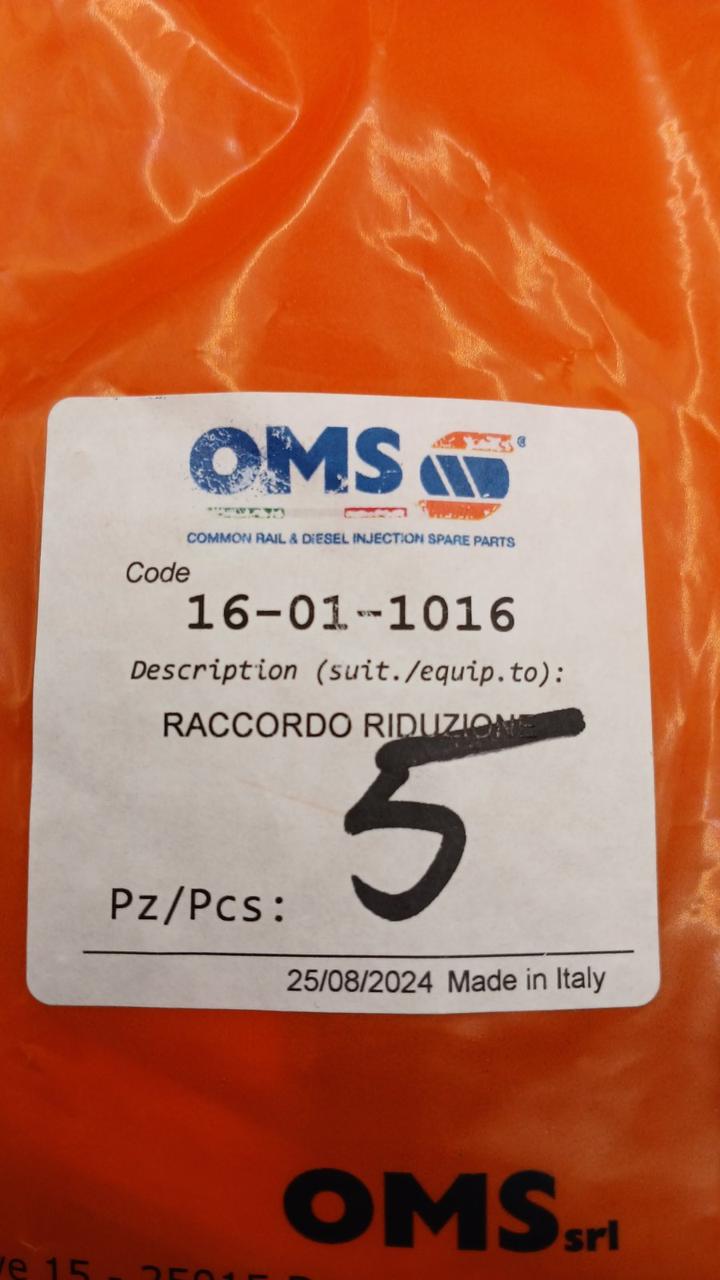 OMS ®
COMMON RAIL & DIESEL INJECTION SPARE PARTS
Code
16-01-1016
Description (suit./equip.to):
RACCORDO RIDUZIONE
Pz/Pcs: 5
25/08/2024 Made in Italy
OMS srl
15 -